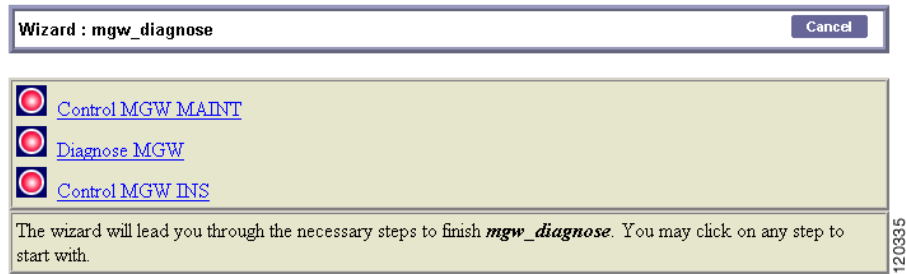 Wizard : mgw_diagnose
Cancel
Control MGW MAINT
Diagnose MGW
Control MGW INS
The wizard will lead you through the necessary steps to finish mgw_diagnose. You may click on any step to
start with.
120335